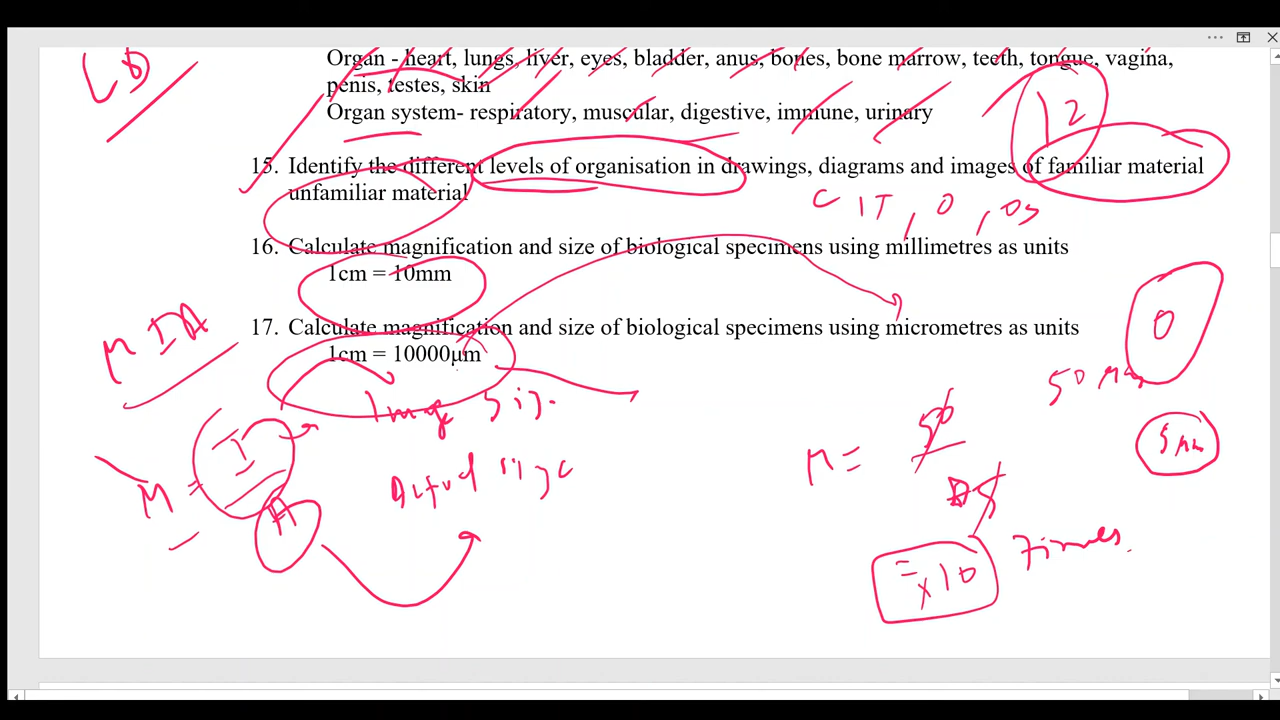 Organ - heart, lungs, liver, eyes, bladder, anus, bones, bone marrow, teeth, tongue, vagina,
penis, testes, skin
Organ system- respiratory, muscular, digestive, immune, urinary
12
15. Identify the different levels of organisation in drawings, diagrams and images of familiar material
unfamiliar material
C, T, O, OS
16. Calculate magnification and size of biological specimens using millimetres as units
1cm = 10mm
17. Calculate magnification and size of biological specimens using micrometres as units
1cm = 10000μm
M IA
Image Size
Actual size
M = I
A
50 μm
5 μm
M = 50
5
= x10 times